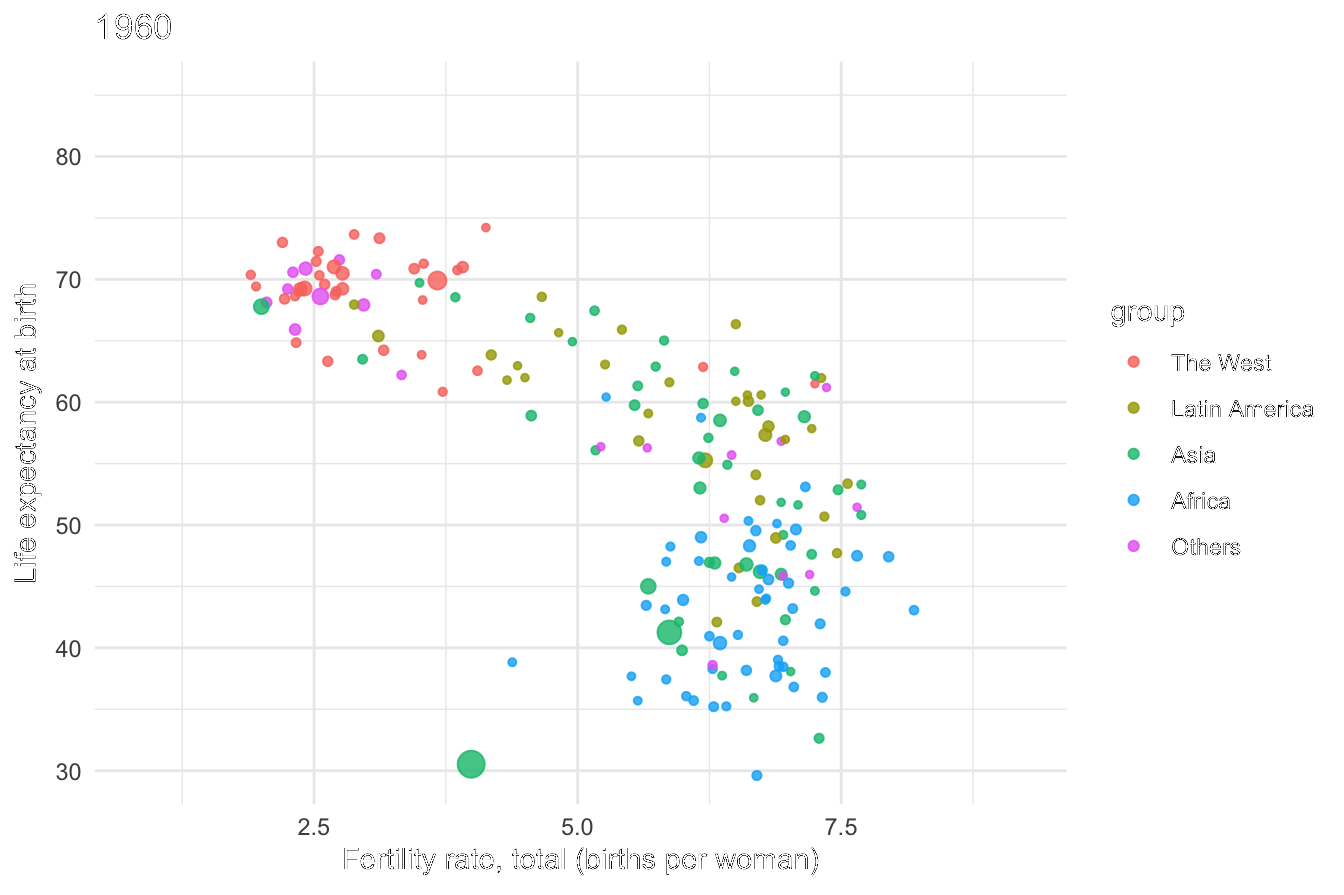 1960
Life expectancy at birth
80
70
60
50
40
30
2.5 5.0 7.5
Fertility rate, total (births per woman)
group
The West
Latin America
Asia
Africa
Others